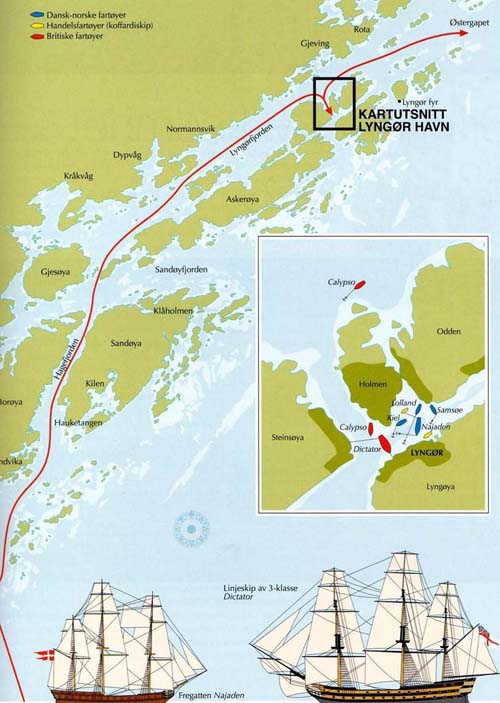 Dansk-norske fartøyer
Handelsfartøyer (koffardiskip)
Britiske fartøyer
Østergapet
Rota
Gjeving
Lyngør fyr
KARTUTSNITT
LYNGØR HAVN
Normannsvik
Lyngørfjorden
Dypvåg
Kråkvåg
Askerøya
Gjesøya
Sandøyfjorden
Klåholmen
Hagefjorden
Sandøya
Kilen
Borøya
Hauketangen
ndvika
Calypso
Odden
Holmen
Lolland
Samsøe
Kiel
Calypso
Najaden
Steinsøya
Dictator
LYNGØR
Lyngøya
Linjeskip av 3-klasse
Dictator
Fregatten Najaden